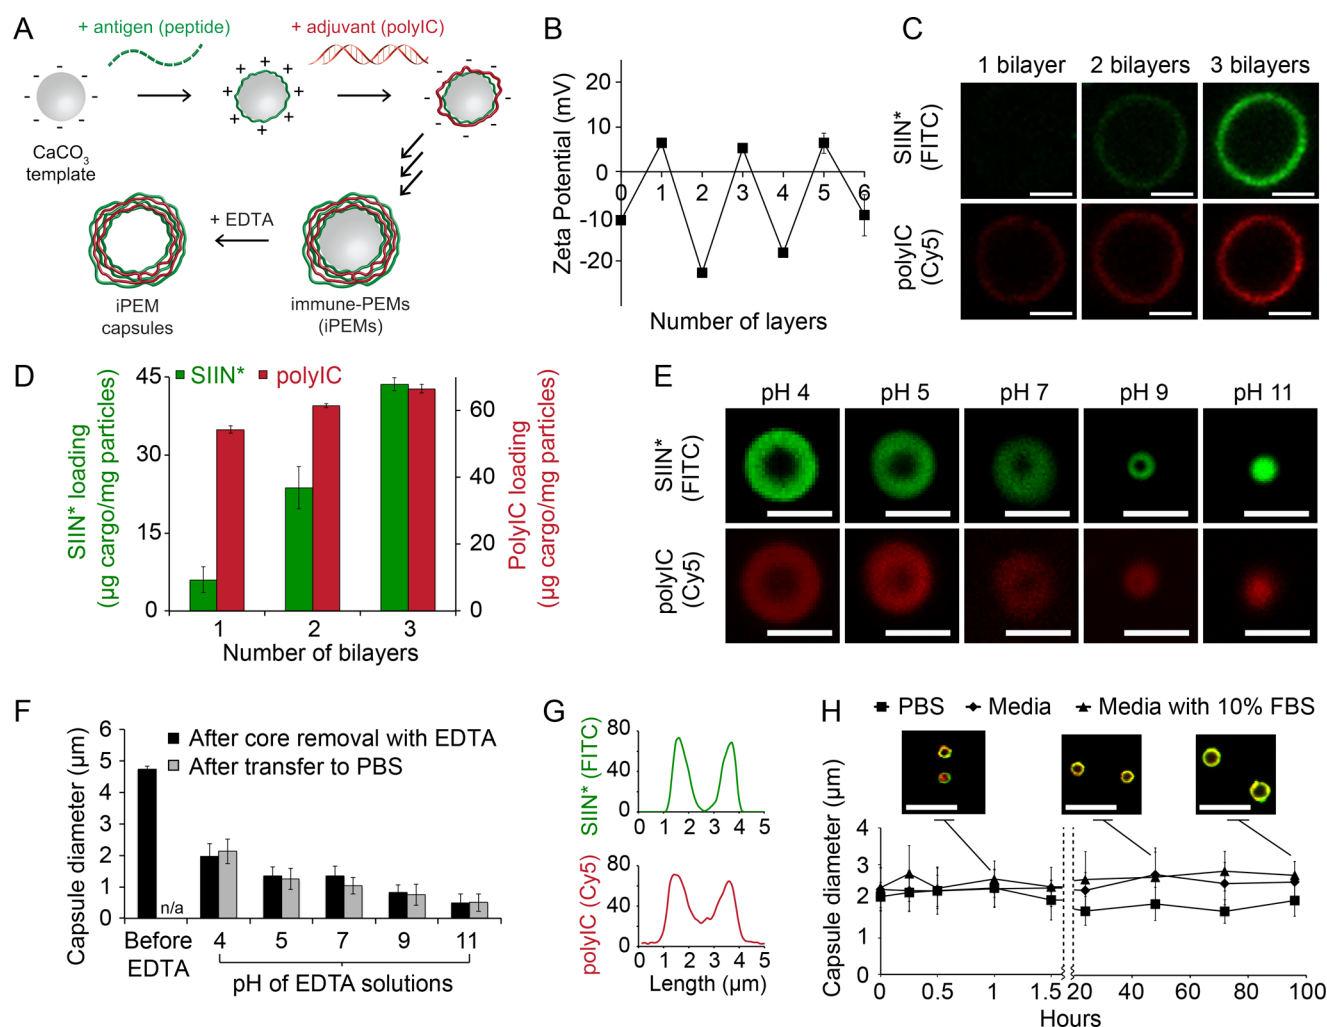 A
+ antigen (peptide)
+ adjuvant (polyIC)
CaCO3
template
+ EDTA
iPEM
capsules
immune-PEMs
(iPEMs)
B
Zeta Potential (mV)
20
10
0
-10
-20
0 1 2 3 4 5 6
Number of layers
C
1 bilayer 2 bilayers 3 bilayers
SIIN*
(FITC)
polyIC
(Cy5)
D
SIIN* polyIC
SIIN* loading
(µg cargo/mg particles)
45
30
15
0
PolyIC loading
(µg cargo/mg particles)
60
40
20
0
1 2 3
Number of bilayers
E
pH 4 pH 5 pH 7 pH 9 pH 11
SIIN*
(FITC)
polyIC
(Cy5)
F
Capsule diameter (µm)
6
5
4
3
2
1
0
After core removal with EDTA
After transfer to PBS
n/a
Before
EDTA
4 5 7 9 11
pH of EDTA solutions
G
SIIN* (FITC)
80
40
0
0 1 2 3 4 5
polyIC (Cy5)
80
40
0
0 1 2 3 4 5
Length (µm)
H
PBS Media Media with 10% FBS
Capsule diameter (µm)
4
3
2
1
0
0 0.5 1 1.5 20 40 60 80 100
Hours